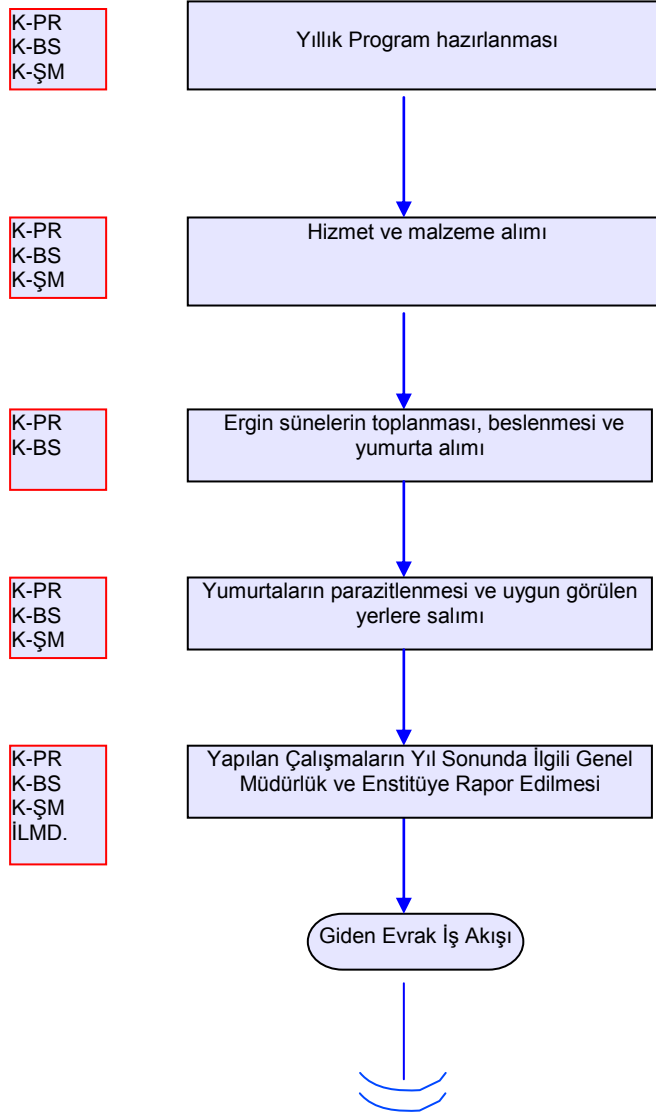 K-PR
K-BS
K-ŞM
Yıllık Program hazırlanması
K-PR
K-BS
K-ŞM
Hizmet ve malzeme alımı
K-PR
K-BS
Ergin sünelerin toplanması, beslenmesi ve
yumurta alımı
K-PR
K-BS
K-ŞM
Yumurtaların parazitlenmesi ve uygun görülen
yerlere salımı
K-PR
K-BS
K-ŞM
İLMD.
Yapılan Çalışmaların Yıl Sonunda İlgili Genel
Müdürlük ve Enstitüye Rapor Edilmesi
Giden Evrak İş Akışı